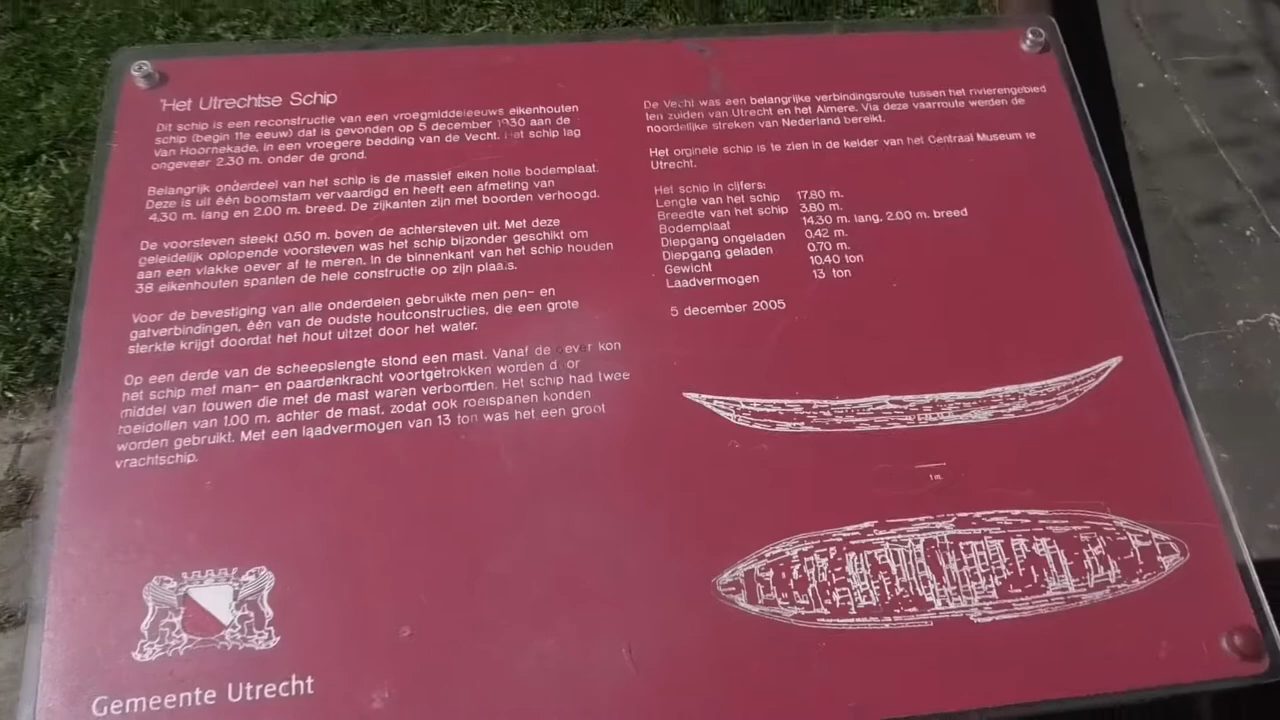 Het Utrechtse Schip
Dit schip is een reconstructie van een vroegmiddeleeuws eikenhouten
schip (begin 11e eeuw) dat is gevonden op 5 december 1930 aan de
Van Hoornekade, in een vroegere bedding van de Vecht. Het schip lag
ongeveer 2.30 m. onder de grond.
Belangrijk onderdeel van het schip is de massief eiken holle bodemplaat.
Deze is uit één boomstam vervaardigd en heeft een afmeting van
4.30 m. lang en 2.00 m. breed. De zijkanten zijn met boorden verhoogd.
De voorsteven steekt 0.50 m. boven de achtersteven uit. Met deze
geleidelijk oplopende voorsteven was het schip bijzonder geschikt om
aan een vlakke oever af te meren. In de binnenkant van het schip houden
38 eikenhouten spanten de hele constructie op zijn plaats.
Voor de bevestiging van alle onderdelen gebruikte men pen- en
gatverbindingen, één van de oudste houtconstructies, die een grote
sterkte krijgt doordat het hout uitzet door het water.
Op een derde van de scheepslengte stond een mast. Vanaf de oever kon
het schip met man- en paardenkracht voortgetrokken worden door
middel van touwen die met de mast waren verbonden. Het schip had twee
roeidollen van 1.00 m. achter de mast, zodat ook roeispanen konden
worden gebruikt. Met een laadvermogen van 13 ton was het een groot
vrachtschip.
De Vecht was een belangrijke verbindingsroute tussen het rivierengebied
ten zuiden van Utrecht en het Almere. Via deze vaarroute werden de
noordelijke streken van Nederland bereikt.
Het orginele schip is te zien in de kelder van het Centraal Museum te
Utrecht.
Het schip in cijfers:
Lengte van het schip 17.80 m.
Breedte van het schip 3.80 m.
Bodemplaat 14.30 m. lang, 2.00 m. breed
Diepgang ongeladen 0.42 m.
Diepgang geladen 0.70 m.
Gewicht 10.40 ton
Laadvermogen 13 ton
5 december 2005
1 m.
Gemeente Utrecht